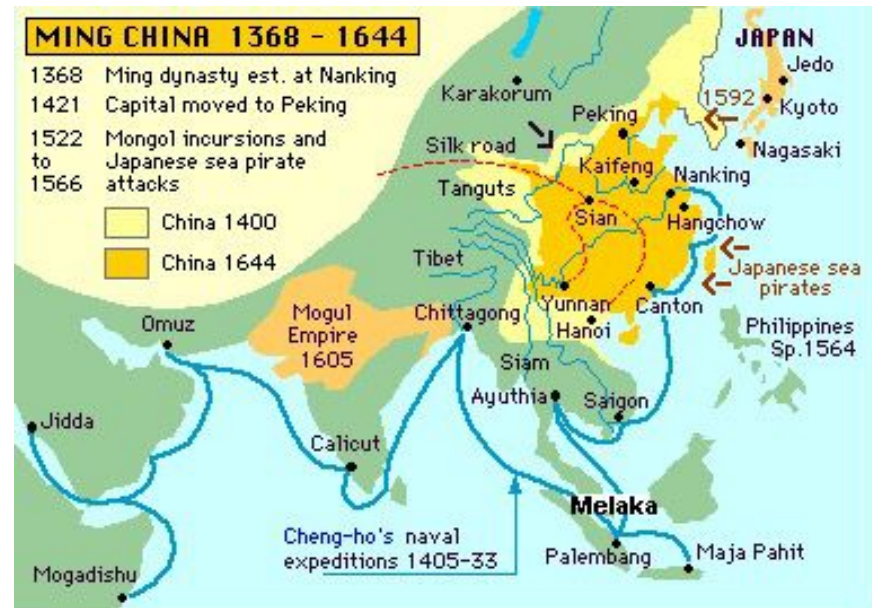 MING CHINA 1368 - 1644
1368 Ming dynasty est. at Nanking
1421 Capital moved to Peking
1522 Mongol incursions and
to Japanese sea pirate
1566 attacks
China 1400
China 1644
JAPAN
Jedo
Kyoto
1592
Nagasaki
Karakorum
Peking
Silk road
Kaifeng
Nanking
Tanguts
Sian
Hangchow
Tibet
Japanese sea
pirates
Yunnan
Canton
Hanoi
Chittagong
Mogul
Empire
1605
Omuz
Philippines
Sp.1564
Siam
Ayuthia
Saigon
Jidda
Calicut
Melaka
Cheng-ho's naval
expeditions 1405-33
Palembang
Maja Pahit
Mogadishu